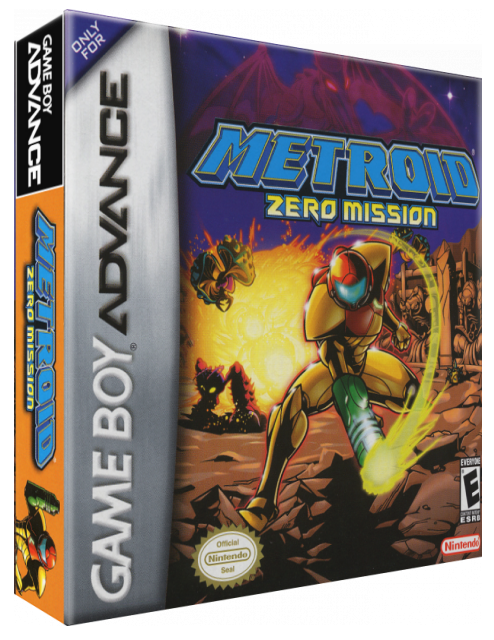 GAME BOY
ADVANCE
METROID
ZERO MISSION
ONLY
FOR
GAME BOY ADVANCE
METROID
ZERO MISSION
Official
Nintendo
Seal
EVERYONE
E
ESRB
Nintendo